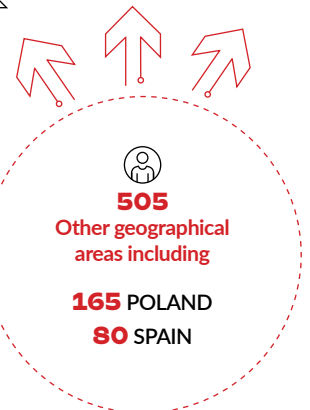 505
Other geographical
areas including
165 POLAND
80 SPAIN